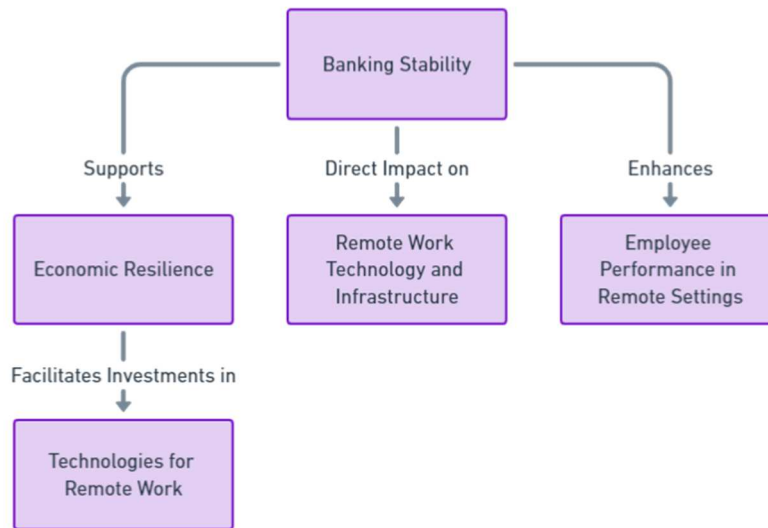 Banking Stability
Supports
Direct Impact on
Enhances
Economic Resilience
Remote Work
Technology and
Infrastructure
Employee
Performance in
Remote Settings
Facilitates Investments in
Technologies for
Remote Work